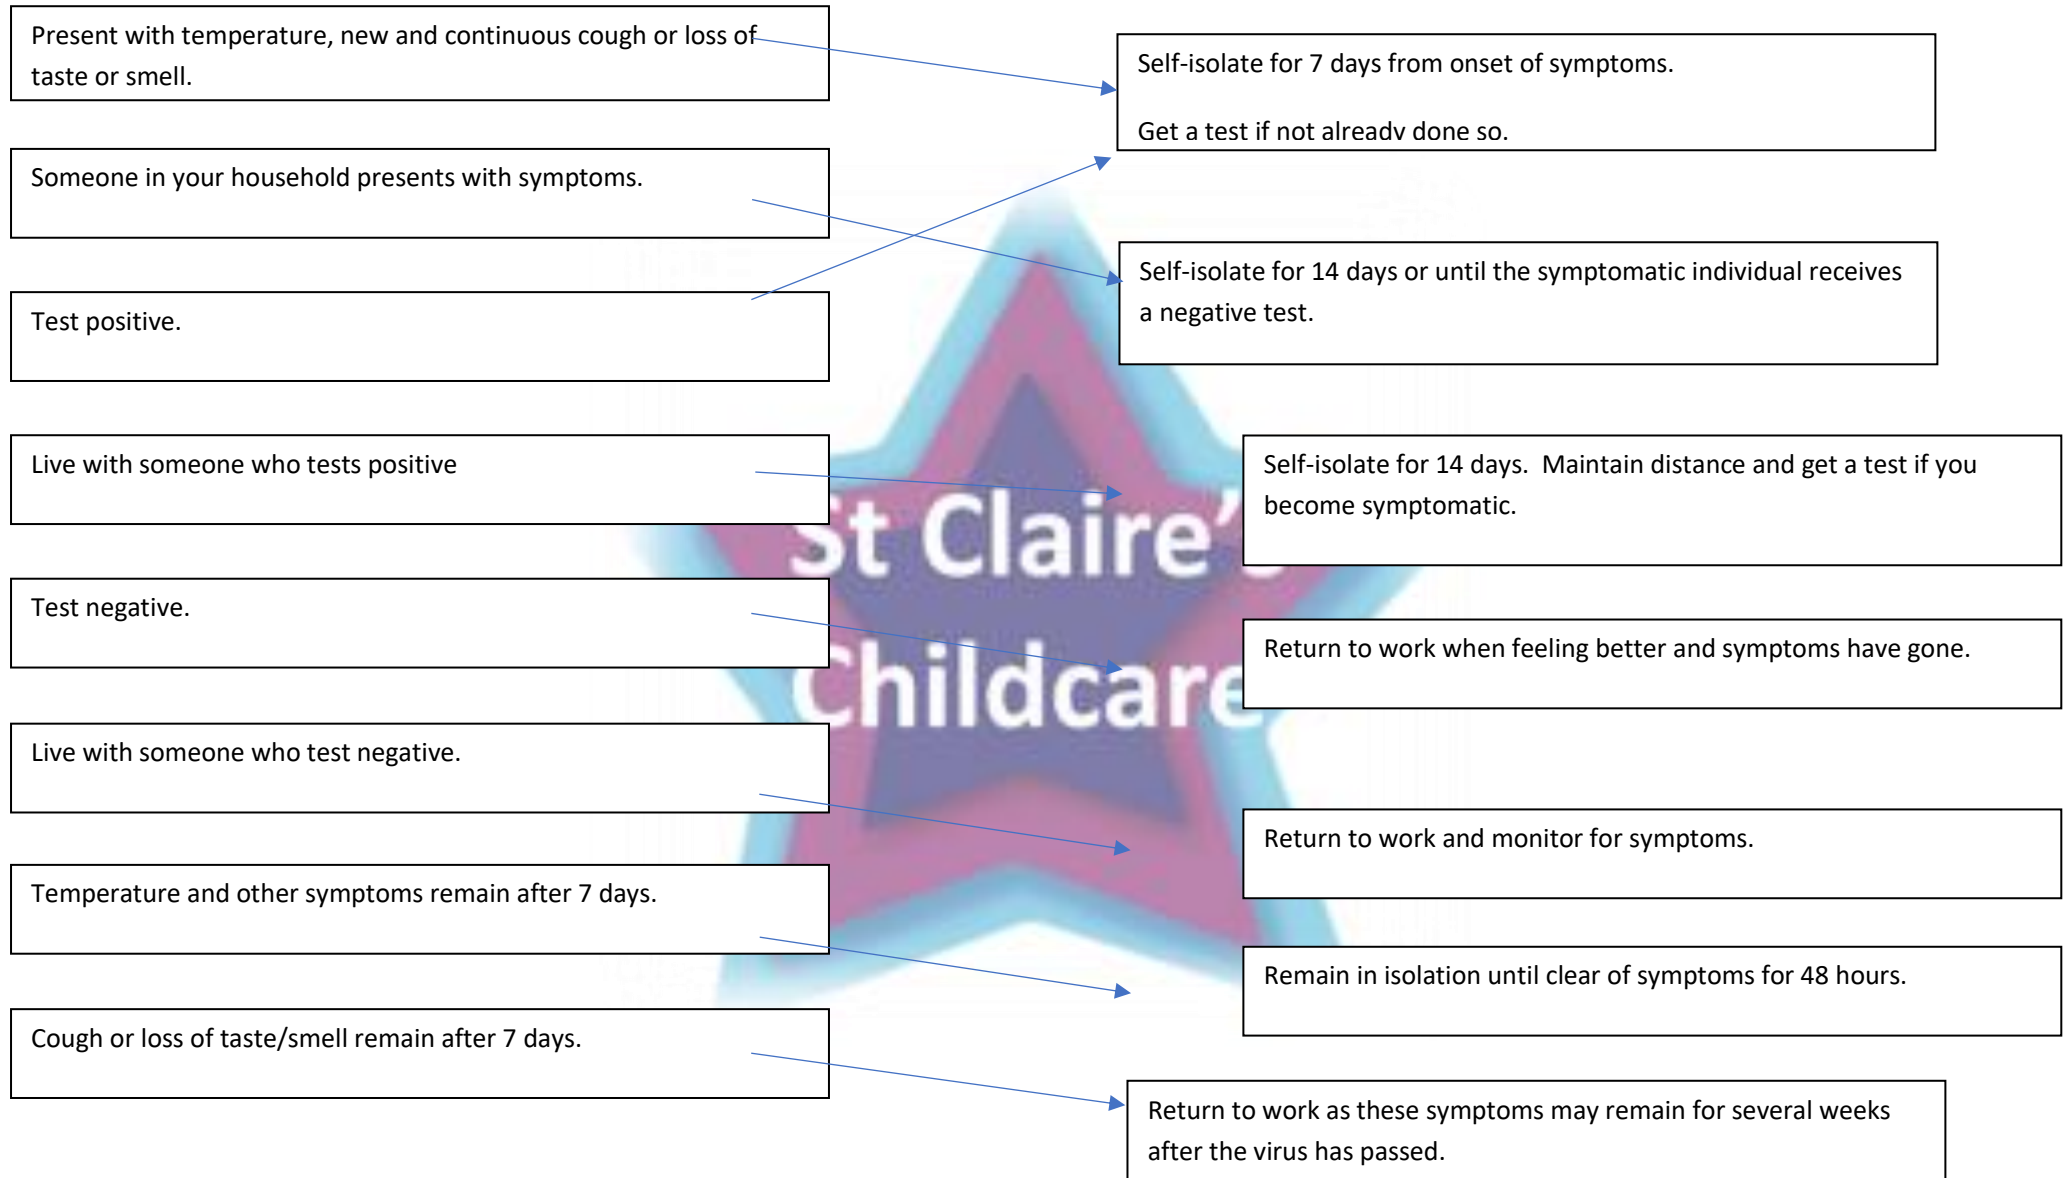 Present with temperature, new and continuous cough or loss of
taste or smell.
Self-isolate for 7 days from onset of symptoms.
Get a test if not already done so.
Someone in your household presents with symptoms.
Self-isolate for 14 days or until the symptomatic individual receives
a negative test.
Test positive.
Live with someone who tests positive
Self-isolate for 14 days.  Maintain distance and get a test if you
become symptomatic.
St Claire's
Childcare
Test negative.
Return to work when feeling better and symptoms have gone.
Live with someone who test negative.
Return to work and monitor for symptoms.
Temperature and other symptoms remain after 7 days.
Remain in isolation until clear of symptoms for 48 hours.
Cough or loss of taste/smell remain after 7 days.
Return to work as these symptoms may remain for several weeks
after the virus has passed.